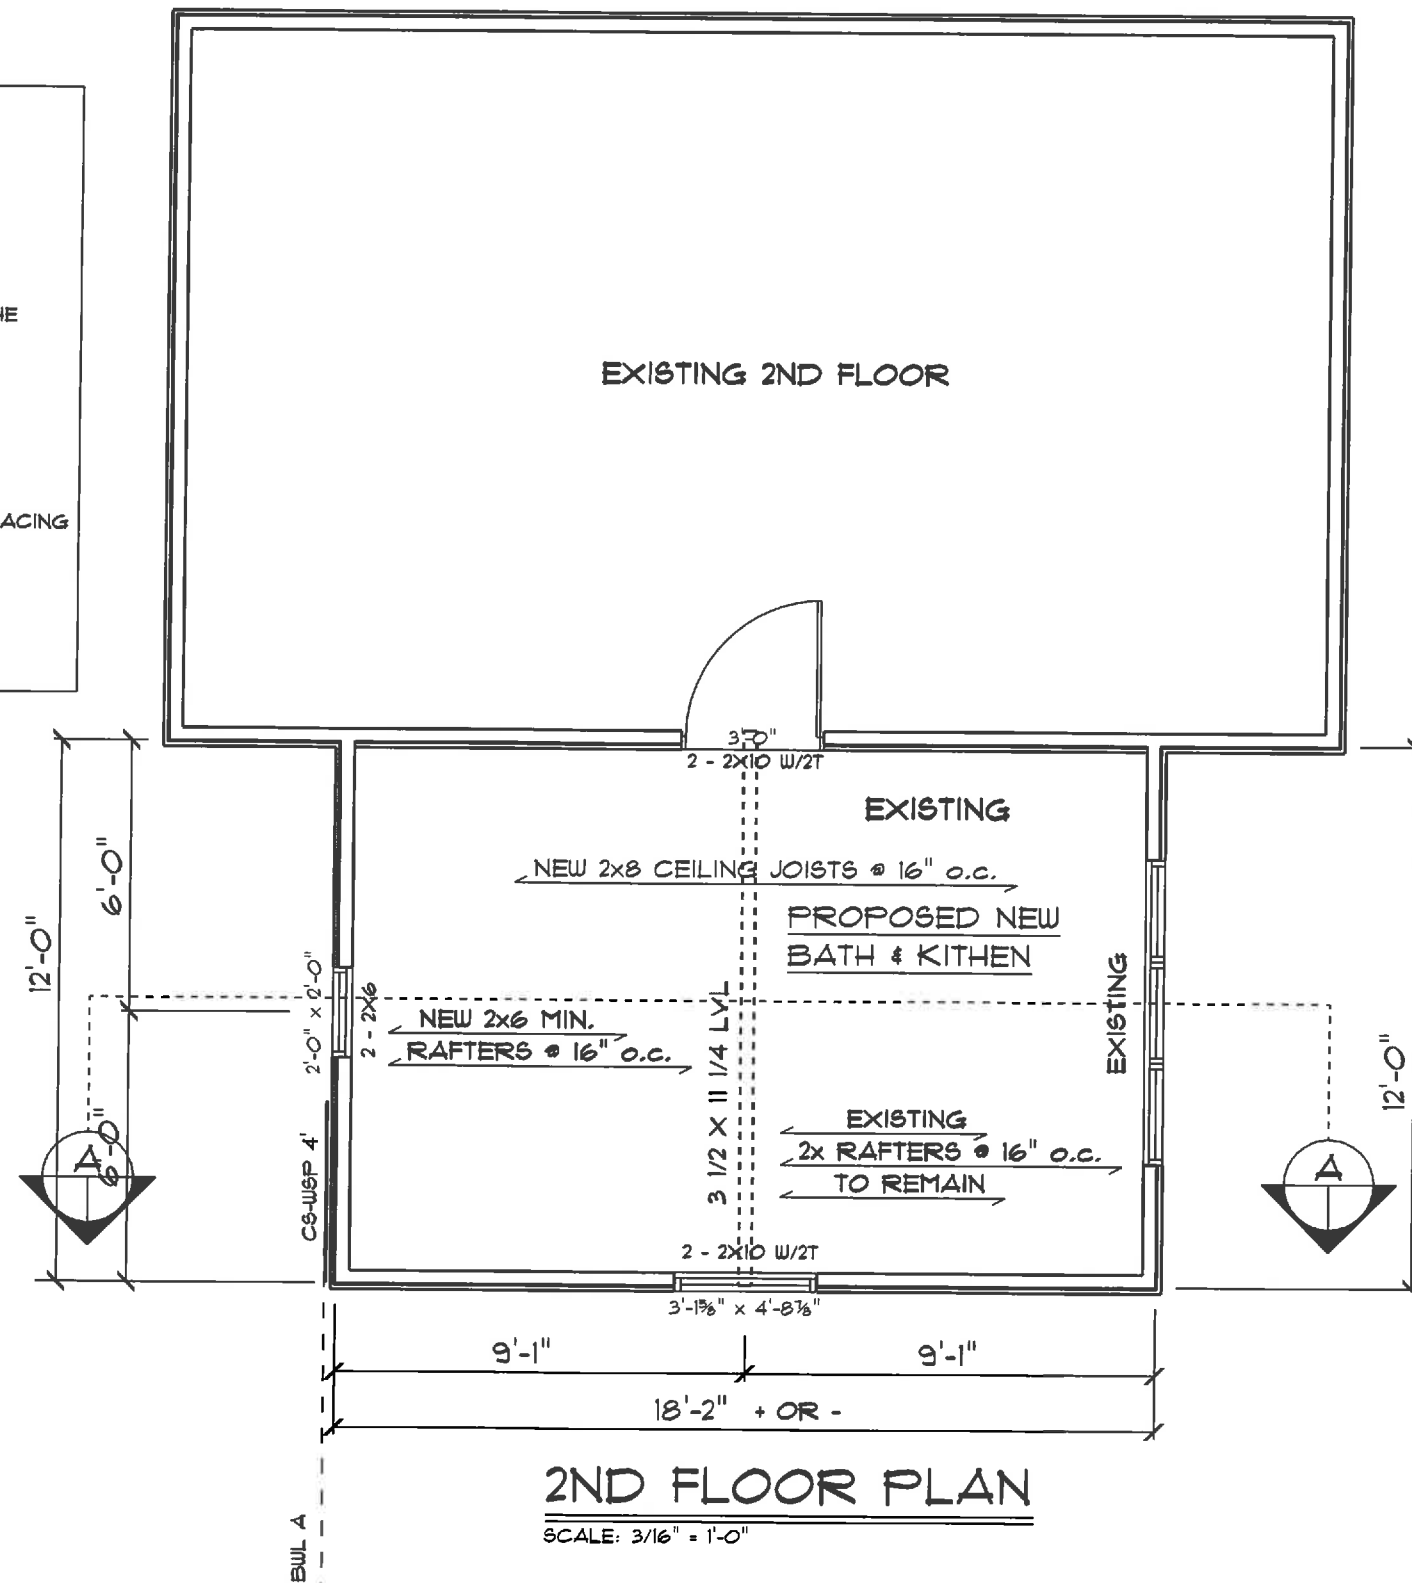 HE
ACING
EXISTING 2ND FLOOR
3'-0"
2 - 2X10 W/2T
EXISTING
NEW 2x8 CEILING JOISTS @ 16" o.c.
PROPOSED NEW
BATH & KITHEN
12'-0"
6'-0"
6'-0"
2'-0" x 2'-0"
2 - 2X6
NEW 2x6 MIN.
RAFTERS @ 16" o.c.
3 1/2 X 11 1/4 LVL
EXISTING
EXISTING
2x RAFTERS @ 16" o.c.
TO REMAIN
12'-0"
A
A
CS-WSP 4'
2 - 2X10 W/2T
3'-1⅝" x 4'-8⅞"
9'-1"
9'-1"
18'-2" + OR -
2ND FLOOR PLAN
SCALE: 3/16" = 1'-0"
BWL A